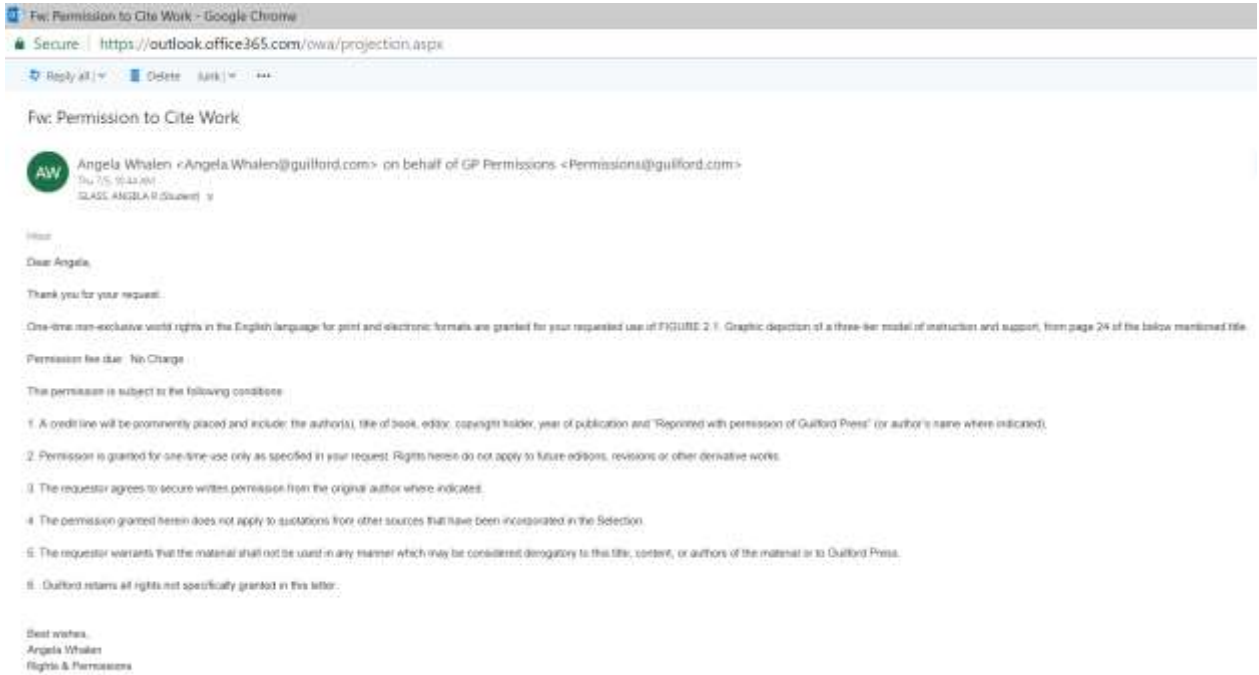 Fw: Permission to Cite Work - Google Chrome
Secure | https://outlook.office365.com/owa/projection.aspx
Reply all | Delete Junk | ...
Fw: Permission to Cite Work
AW
Angela Whalen <Angela.Whalen@guilford.com> on behalf of GP Permissions <Permissions@guilford.com>
Thu 7/5, 10:44 AM
GLASS, ANGELA R (Student)
Inbox
Dear Angela,
Thank you for your request.
One-time non-exclusive world rights in the English language for print and electronic formats are granted for your requested use of FIGURE 2.1. Graphic depiction of a three-tier model of instruction and support, from page 24 of the below mentioned title.
Permission fee due: No Charge
This permission is subject to the following conditions:
1. A credit line will be prominently placed and include: the author(s), title of book, editor, copyright holder, year of publication and "Reprinted with permission of Guilford Press" (or author's name where indicated).
2. Permission is granted for one-time use only as specified in your request. Rights herein do not apply to future editions, revisions or other derivative works.
3. The requestor agrees to secure written permission from the original author where indicated.
4. The permission granted herein does not apply to quotations from other sources that have been incorporated in the Selection.
5. The requestor warrants that the material shall not be used in any manner which may be considered derogatory to this title, content, or authors of the material or to Guilford Press.
6. Guilford retains all rights not specifically granted in this letter.
Best wishes,
Angela Whalen
Rights & Permissions